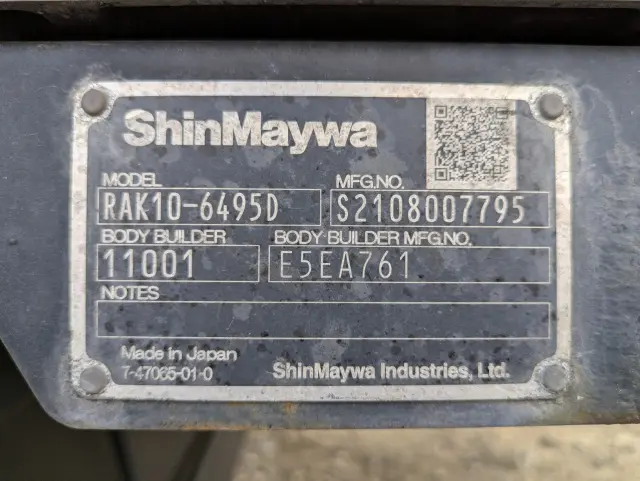 ShinMaywa
MODEL MFG.NO.
RAK10-6495D S2108007795
BODY BUILDER BODY BUILDER MFG.NO.
11001 E5EA761
NOTES
Made in Japan
7-47065-01-0 ShinMaywa Industries, Ltd.